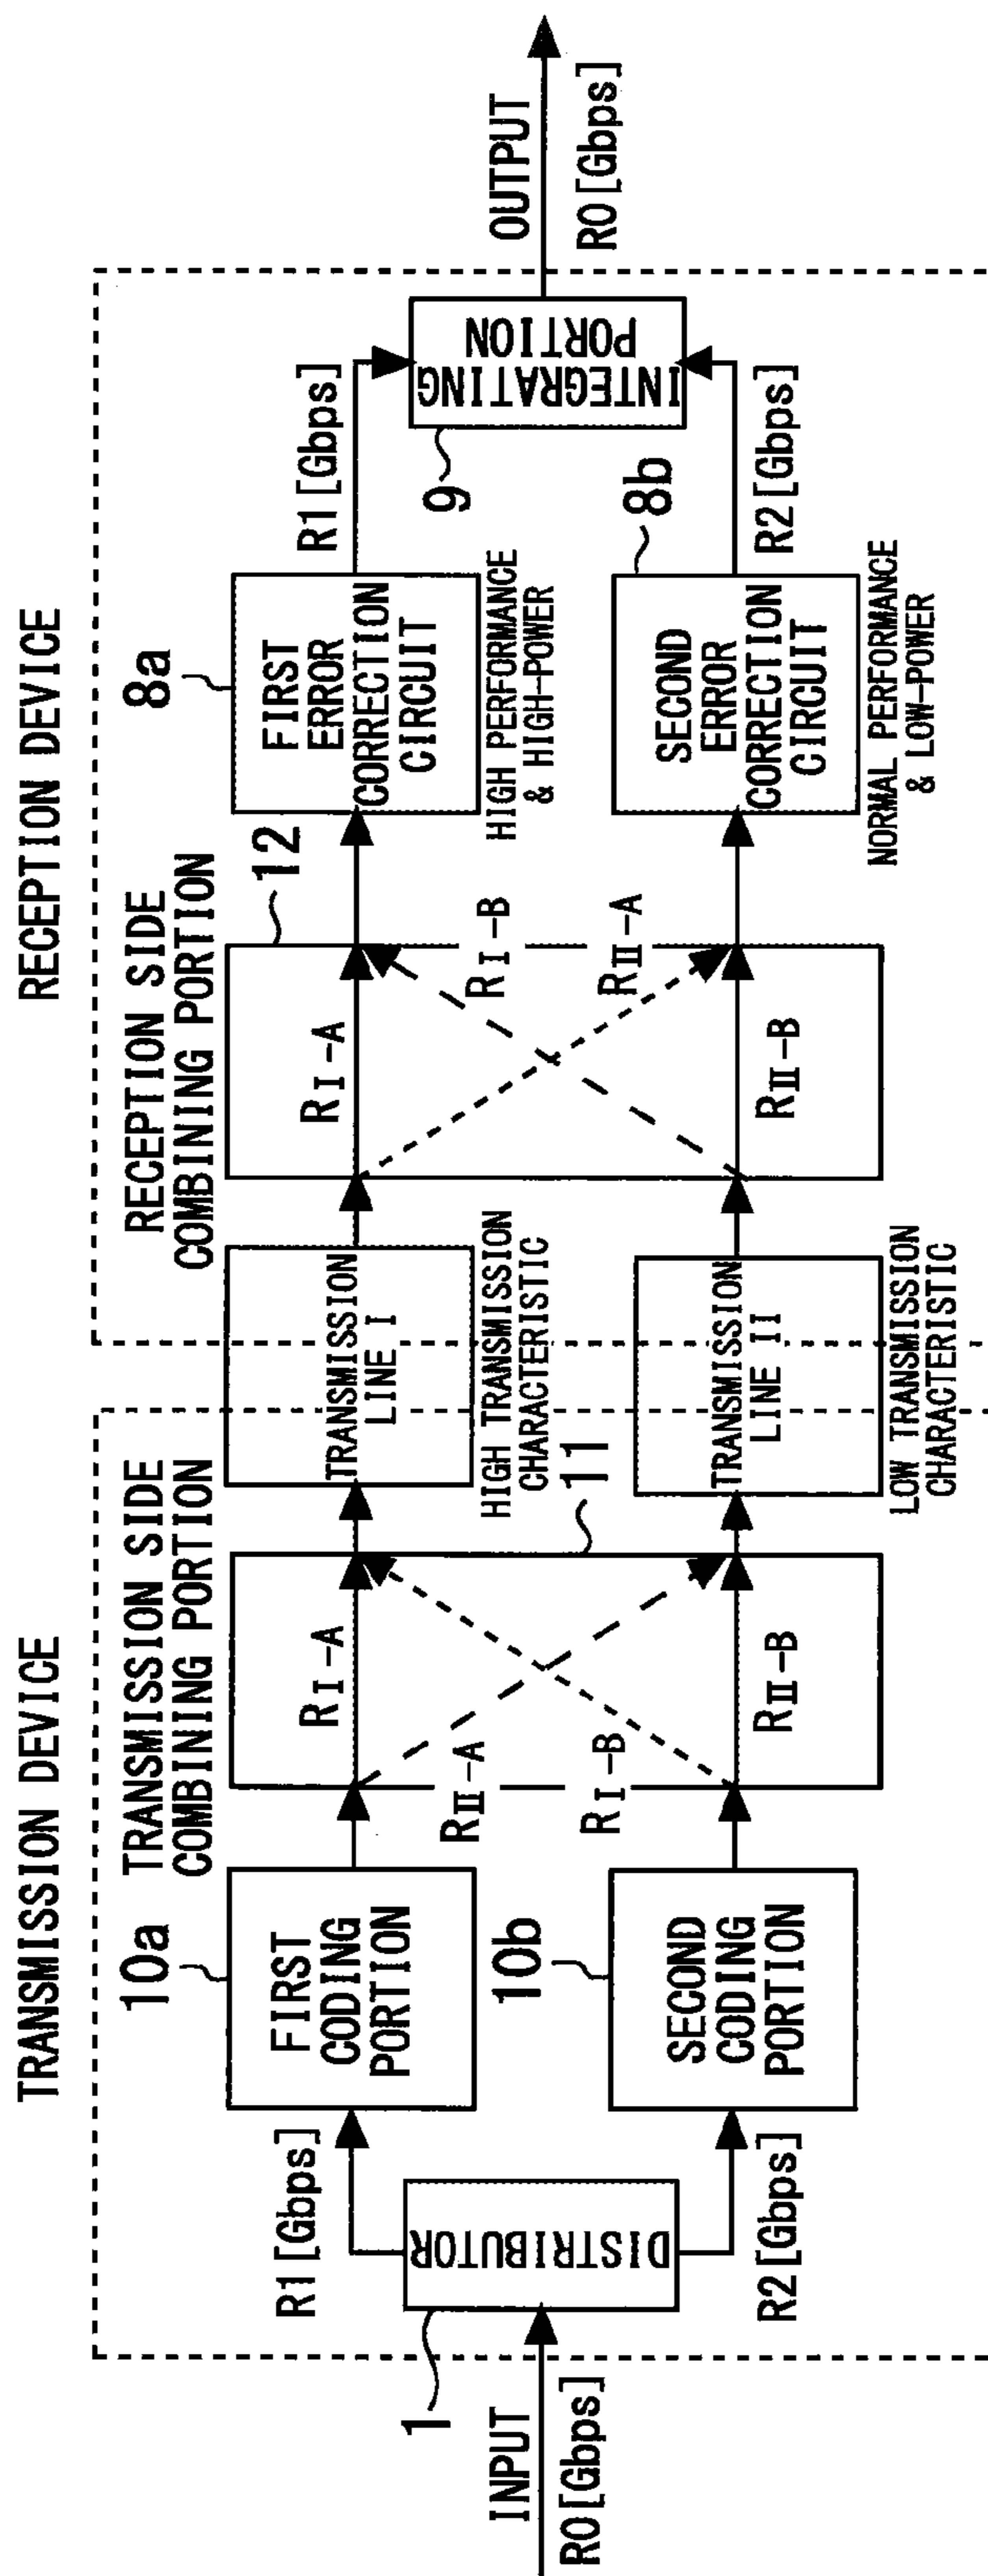 TRANSMISSION DEVICE
RECEPTION DEVICE
INPUT
R0[Gbps]
1
DISTRIBUTOR
R1[Gbps]
R2[Gbps]
10a
FIRST
CODING
PORTION
10b
SECOND
CODING
PORTION
TRANSMISSION SIDE
COMBINING PORTION
RI-A
RII-A
RI-B
RII-B
11
TRANSMISSION
LINE I
HIGH TRANSMISSION
CHARACTERISTIC
TRANSMISSION
LINE II
LOW TRANSMISSION
CHARACTERISTIC
RECEPTION SIDE
COMBINING PORTION
12
RI-A
RI-B
RII-A
RII-B
8a
FIRST
ERROR
CORRECTION
CIRCUIT
HIGH PERFORMANCE
& HIGH-POWER
8b
SECOND
ERROR
CORRECTION
CIRCUIT
NORMAL PERFORMANCE
& LOW-POWER
R1[Gbps]
R2[Gbps]
9
INTEGRATING
PORTION
OUTPUT
R0[Gbps]